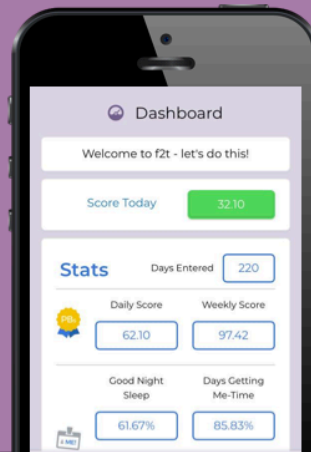 Dashboard
Welcome to f2t - let's do this!
Score Today 32.10
Stats Days Entered 220
PBs
Daily Score Weekly Score
62.10 97.42
Good Night Days Getting
Sleep Me-Time
61.67% 85.83%
ME!